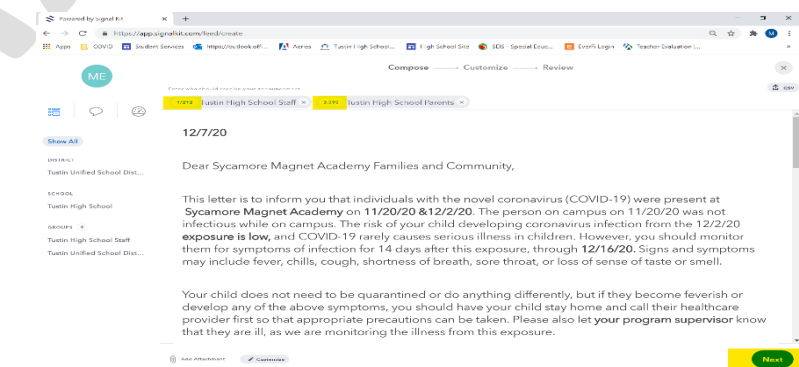 Powered by Signal Kit
https://app.signalkit.com/feed/create
Apps COVID Student Services https://outlook.offi... Aeries Tustin High School... High School Site SDS - Special Educ... EverFi Login Teacher Evaluation (...
ME
Compose Customize Review
CSV
Tustin High School Staff Tustin High School Parents
Show All
DISTRICT
Tustin Unified School Dist...
SCHOOL
Tustin High School
GROUPS
Tustin High School Staff
Tustin Unified School Dist...
12/7/20
Dear Sycamore Magnet Academy Families and Community,
This letter is to inform you that individuals with the novel coronavirus (COVID-19) were present at
Sycamore Magnet Academy on 11/20/20 &12/2/20. The person on campus on 11/20/20 was not
infectious while on campus. The risk of your child developing coronavirus infection from the 12/2/20
exposure is low, and COVID-19 rarely causes serious illness in children. However, you should monitor
them for symptoms of infection for 14 days after this exposure, through 12/16/20. Signs and symptoms
may include fever, chills, cough, shortness of breath, sore throat, or loss of sense of taste or smell.
Your child does not need to be quarantined or do anything differently, but if they become feverish or
develop any of the above symptoms, you should have your child stay home and call their healthcare
provider first so that appropriate precautions can be taken. Please also let your program supervisor know
that they are ill, as we are monitoring the illness from this exposure.
Add Attachment Customize
Next